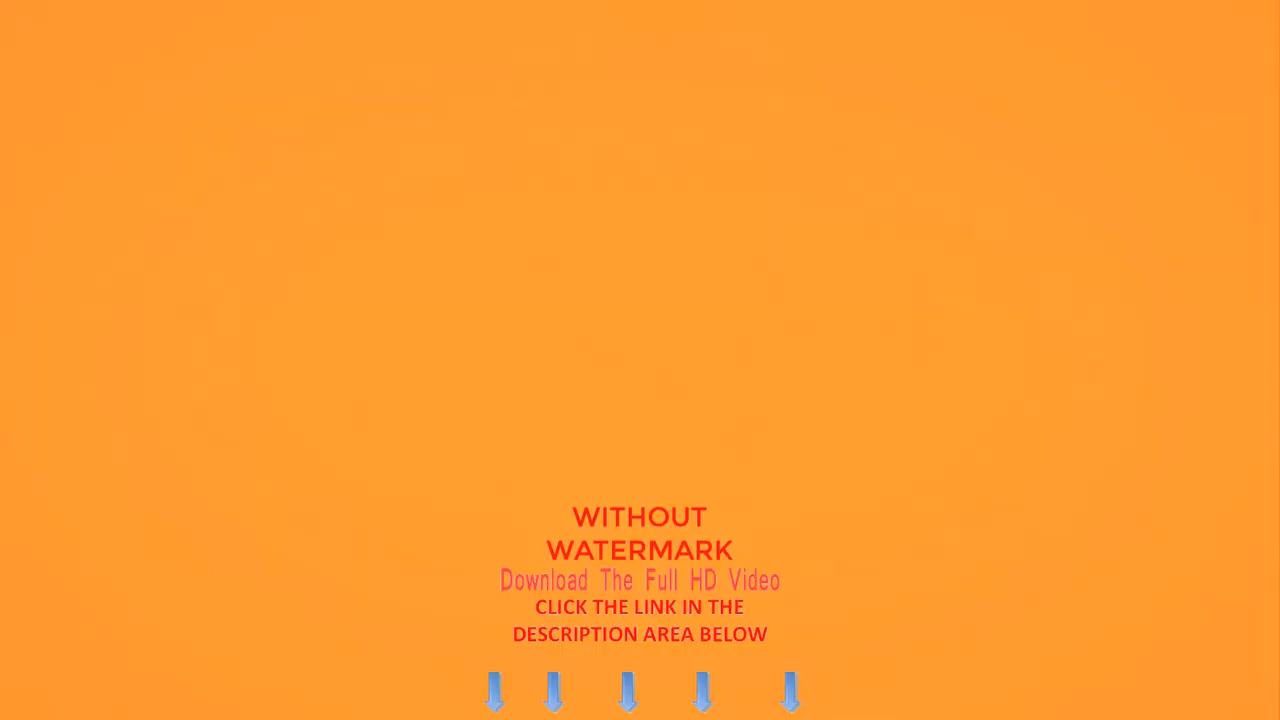 WITHOUT
WATERMARK
Download The Full HD Video
CLICK THE LINK IN THE
DESCRIPTION AREA BELOW